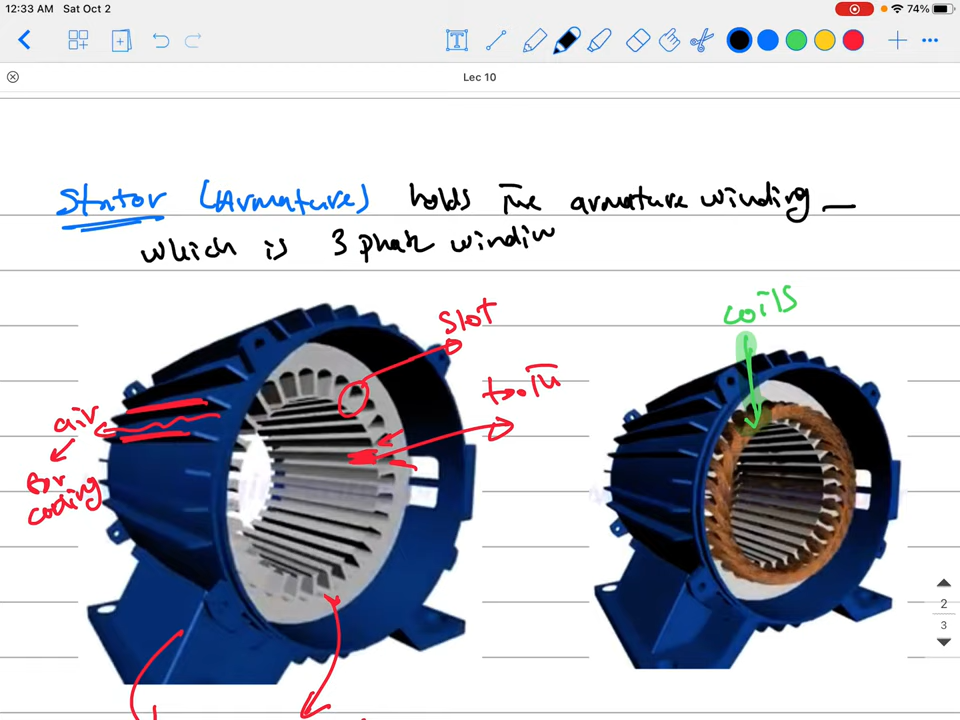 12:33 AM Sat Oct 2
74%
Lec 10
Stator (Armature) holds the armature winding
which is 3 phase windin
slot
tooth
air
for
cooling
coils
2
3